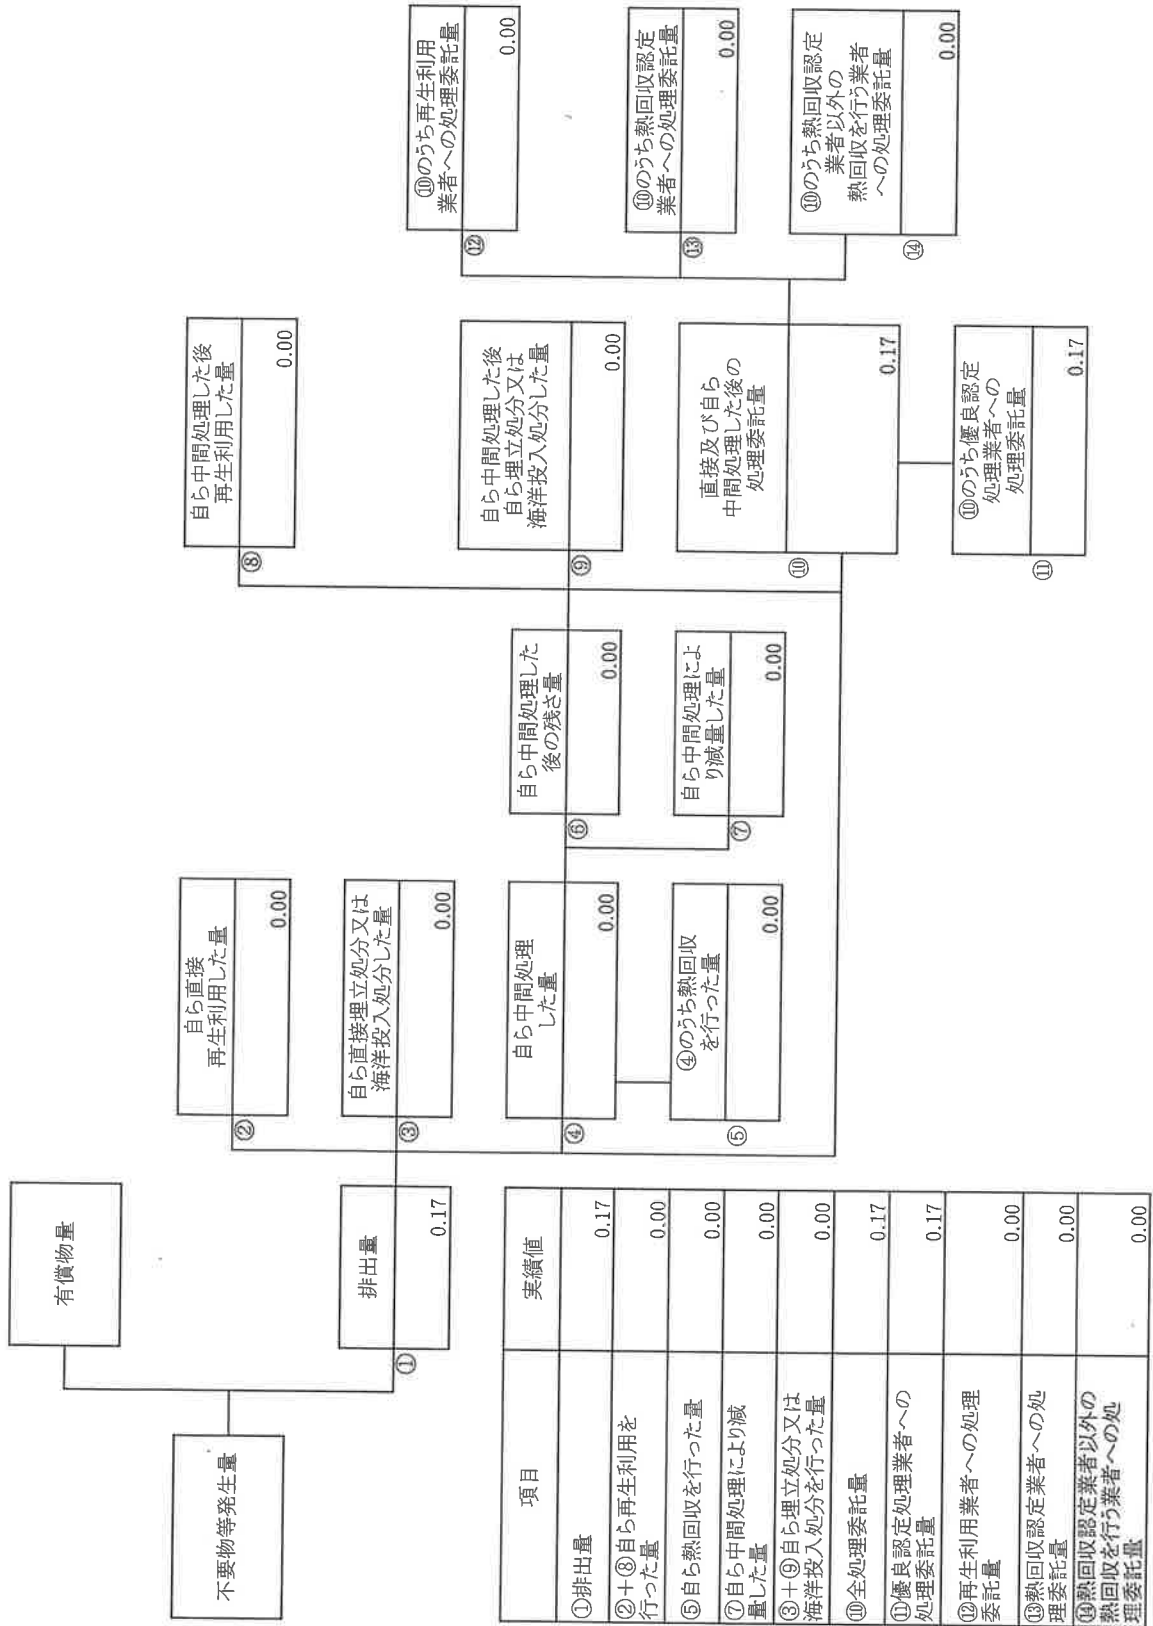 不要物等発生量
有償物量
①
排出量
0.17
②
自ら直接
再生利用した量
0.00
③
自ら直接埋立処分又は
海洋投入処分した量
0.00
④
自ら中間処理
した量
0.00
⑤
④のうち熱回収
を行った量
0.00
⑥
自ら中間処理した
後の残さ量
0.00
⑦
自ら中間処理によ
り減量した量
0.00
⑧
自ら中間処理した後
再生利用した量
0.00
⑨
自ら中間処理した後
自ら埋立処分又は
海洋投入処分した量
0.00
⑩
直接及び自ら
中間処理した後の
処理委託量
0.17
⑪
⑩のうち優良認定
処理業者への
処理委託量
0.17
⑫
⑩のうち再生利用
業者への処理委託量
0.00
⑬
⑩のうち熱回収認定
業者への処理委託量
0.00
⑭
⑩のうち熱回収認定
業者以外の
熱回収を行う業者
への処理委託量
0.00
項目 実績値
①排出量 0.17
②+⑧自ら再生利用を
行った量 0.00
⑤自ら熱回収を行った量 0.00
⑦自ら中間処理により減
量した量 0.00
③+⑨自ら埋立処分又は
海洋投入処分を行った量 0.00
⑩全処理委託量 0.17
⑪優良認定処理業者への
処理委託量 0.17
⑫再生利用業者への処理
委託量 0.00
⑬熱回収認定業者への処
理委託量 0.00
⑭熱回収認定業者以外の
熱回収を行う業者への処
理委託量 0.00